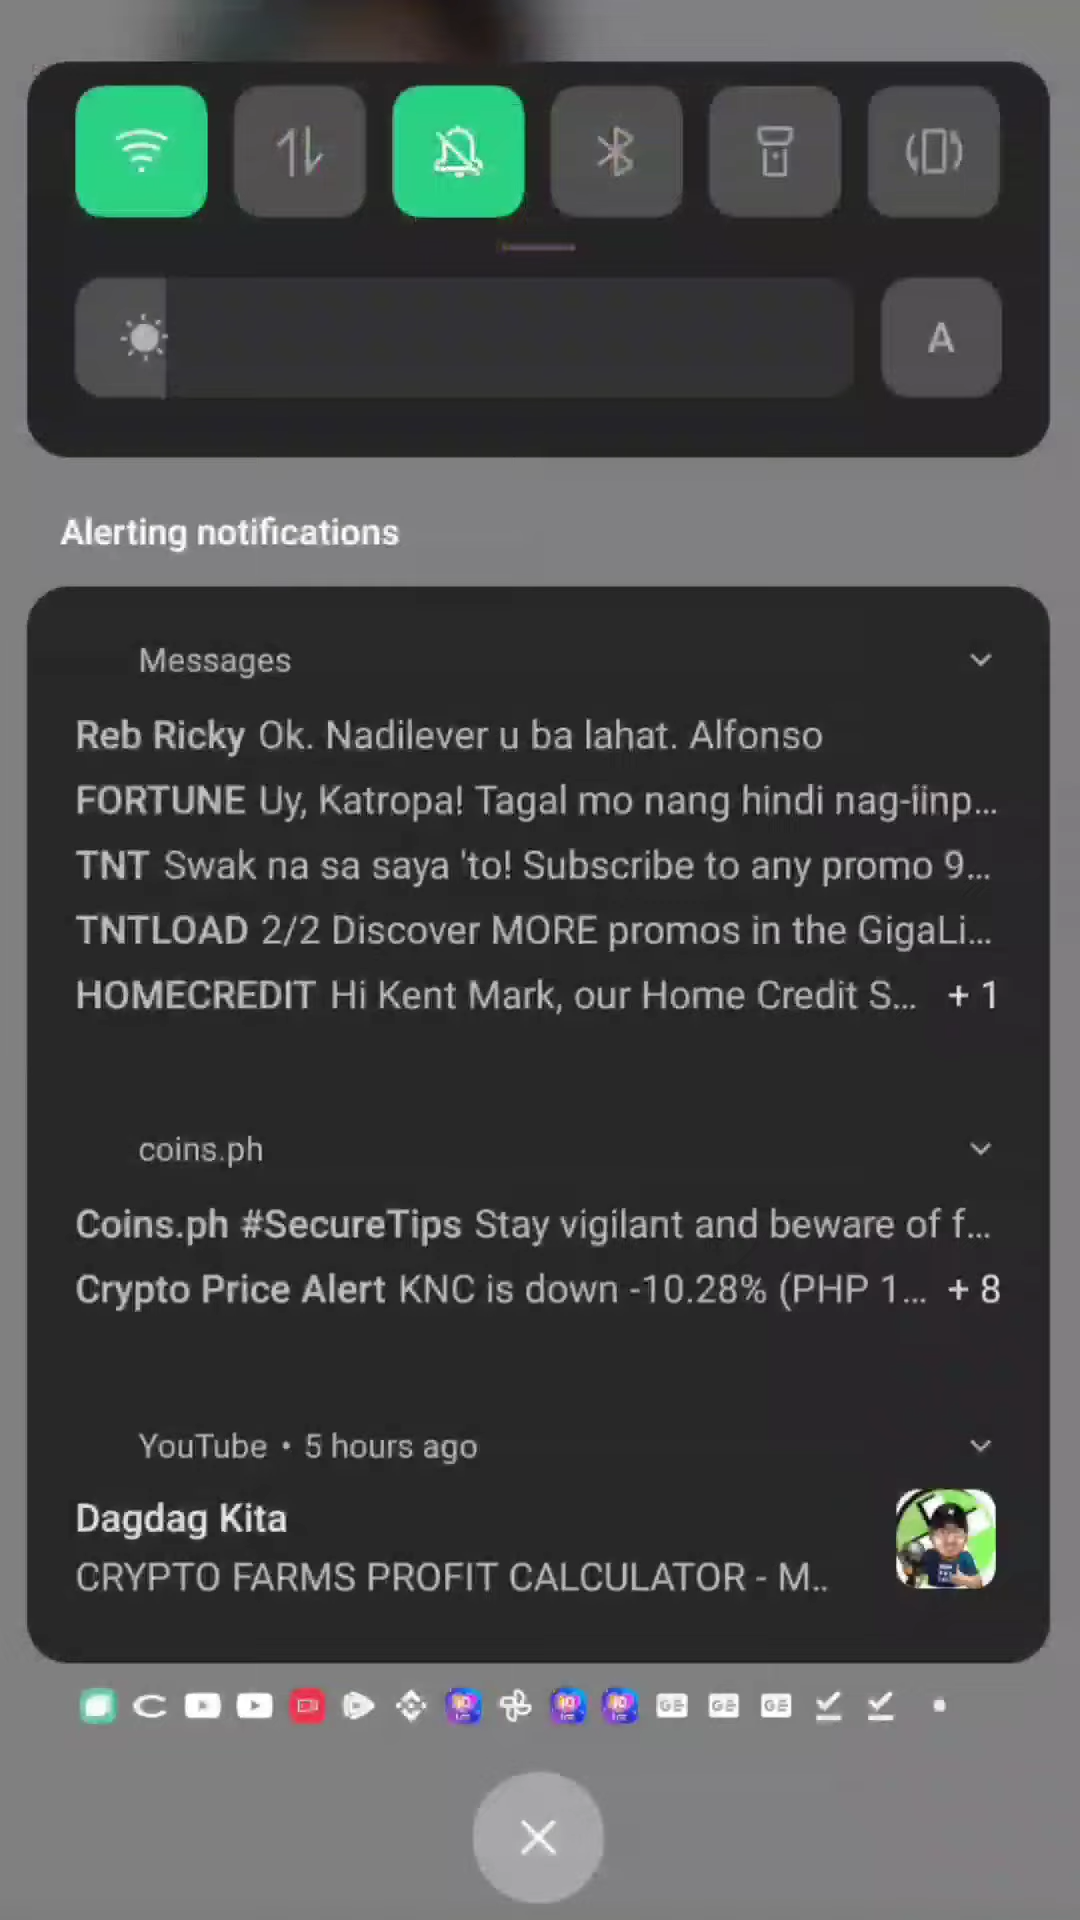 A
Alerting notifications
Messages
Reb Ricky Ok. Nadilever u ba lahat. Alfonso
FORTUNE Uy, Katropa! Tagal mo nang hindi nag-iinp...
TNT Swak na sa saya 'to! Subscribe to any promo 9...
TNTLOAD 2/2 Discover MORE promos in the GigaLi...
HOMECREDIT Hi Kent Mark, our Home Credit S... + 1
coins.ph
Coins.ph #SecureTips Stay vigilant and beware of f...
Crypto Price Alert KNC is down -10.28% (PHP 1... + 8
YouTube • 5 hours ago
Dagdag Kita
CRYPTO FARMS PROFIT CALCULATOR - M..
GE GE GE